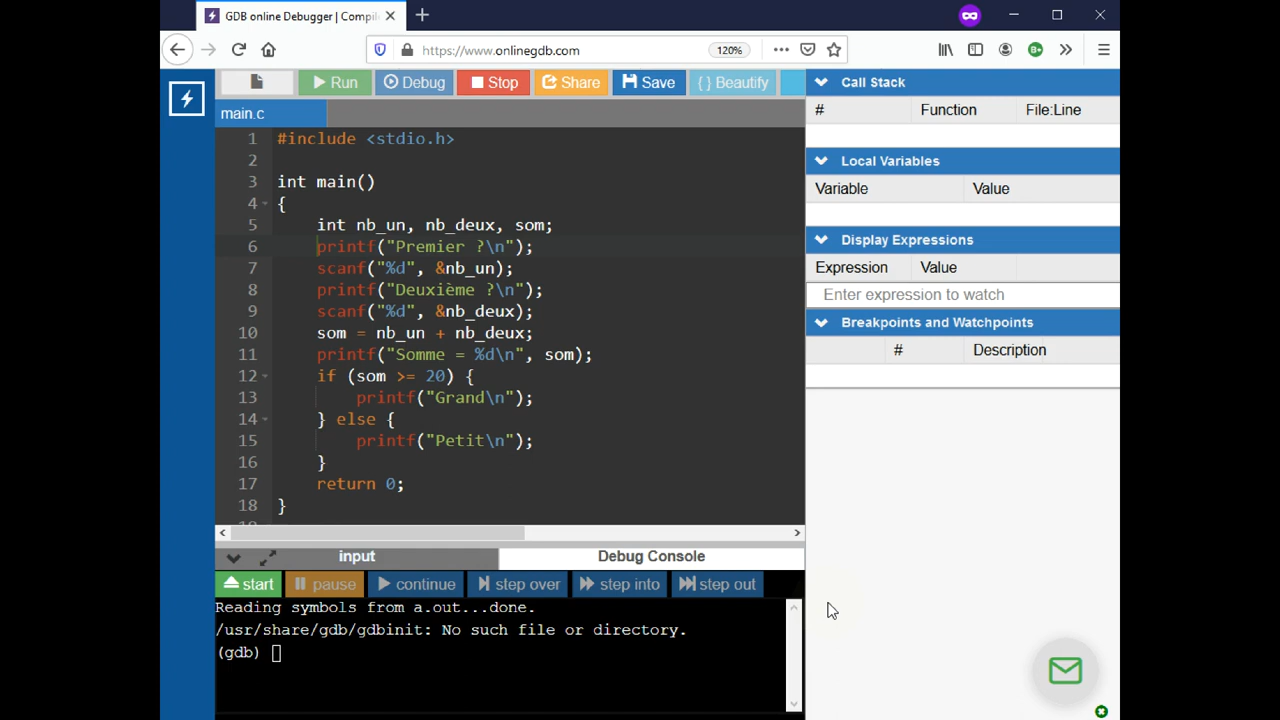 GDB online Debugger | Compile
https://www.onlinegdb.com
120%
Run
Debug
Stop
Share
Save
{ } Beautify
main.c
1 #include <stdio.h>
2
3 int main()
4 {
5 int nb_un, nb_deux, som;
6 printf("Premier ?\n");
7 scanf("%d", &nb_un);
8 printf("Deuxième ?\n");
9 scanf("%d", &nb_deux);
10 som = nb_un + nb_deux;
11 printf("Somme = %d\n", som);
12 if (som >= 20) {
13 printf("Grand\n");
14 } else {
15 printf("Petit\n");
16 }
17 return 0;
18 }
input
Debug Console
start
pause
continue
step over
step into
step out
Reading symbols from a.out...done.
/usr/share/gdb/gdbinit: No such file or directory.
(gdb)
Call Stack
# Function File:Line
Local Variables
Variable Value
Display Expressions
Expression Value
Enter expression to watch
Breakpoints and Watchpoints
# Description